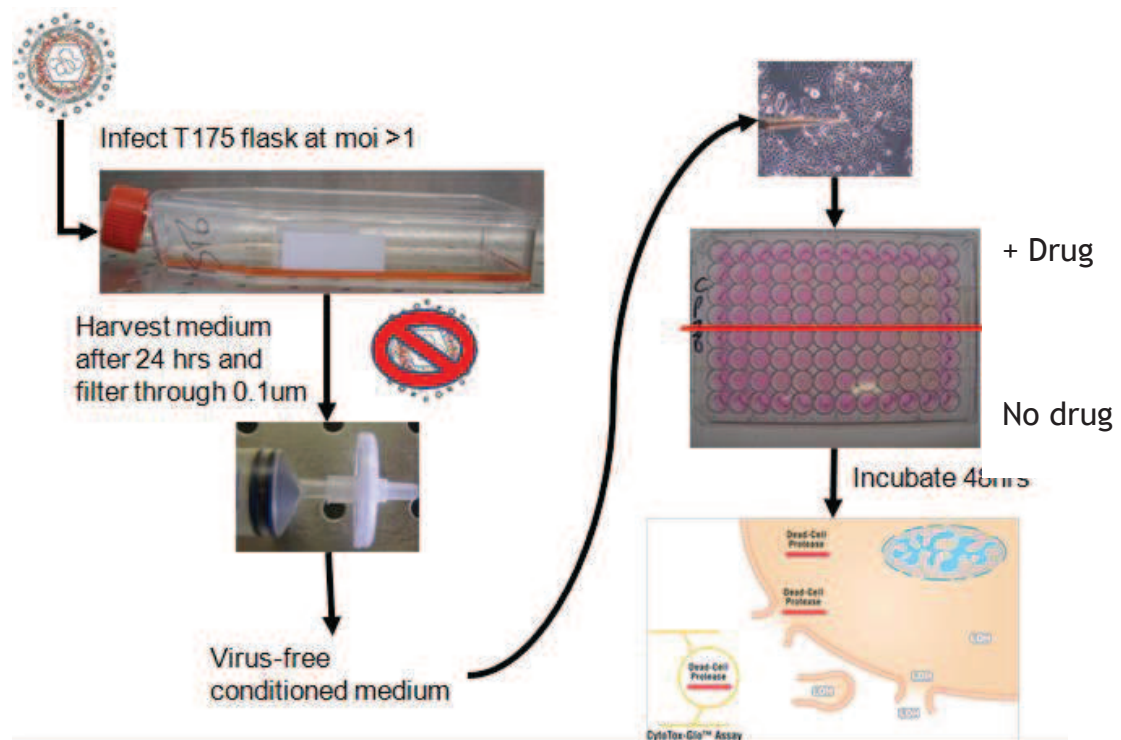 Infect T175 flask at moi >1
Harvest medium
after 24 hrs and
filter through 0.1um
Virus-free
conditioned medium
+ Drug
No drug
Incubate 48hrs
Dead-Cell
Protease
Dead-Cell
Protease
Dead-Cell
Protease
LDH
LDH
LDH
LDH
CytoTox-Glo™ Assay